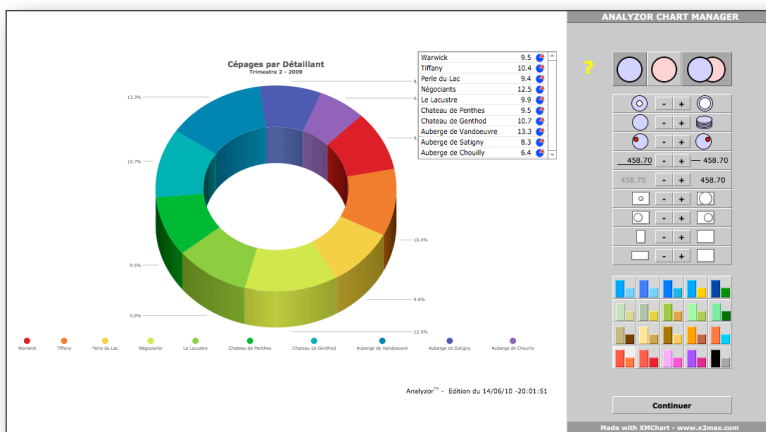 ANALYZOR CHART MANAGER
Cépages par Détaillant
Trimestre 2 - 2009
Warwick 9.5
Tiffany 10.4
Perle du Lac 9.4
Négociants 12.5
Le Lacustre 9.9
Chateau de Penthes 9.5
Chateau de Genthod 10.7
Auberge de Vandoeuvre 13.3
Auberge de Satigny 8.3
Auberge de Chouilly 6.4
?
13.3%
10.7%
9.5%
9.9%
10.4%
9.4%
12.5%
- +
- +
- +
458.70 - + 458.70
458.70 - + 458.70
- +
- +
- +
- +
Warwick Tiffany Perle du Lac Négociants Le Lacustre Chateau de Penthes Chateau de Genthod Auberge de Vandoeuvre Auberge de Satigny Auberge de Chouilly
Analyzor™ - Edition du 14/06/10 -20:01:51
Continuer
Made with XMChart - www.x2max.com